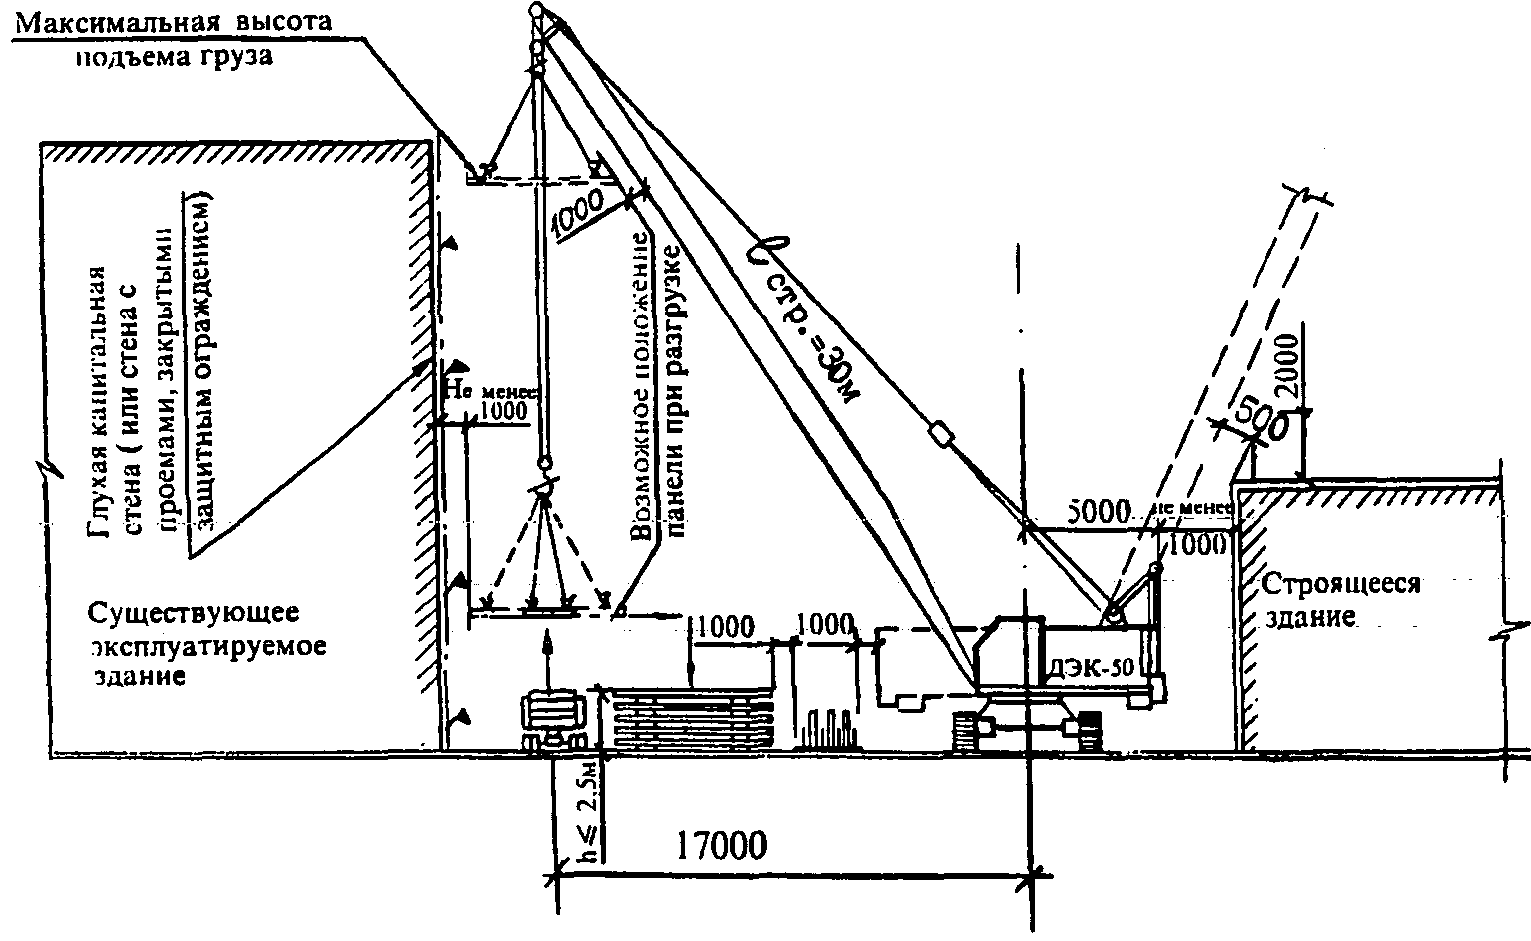 Максимальная высота
подъема груза
Глухая капитальная
стена ( или стена с
проемами, закрытыми
защитным ограждением)
1000
Возможное положение
панели при разгрузке
ℓ стр.=30м
Не менее
1000
2000
500
5000
не менее
1000
Существующее
эксплуатируемое
здание
Строящееся
здание
1000
1000
ДЭК-50
h ≤ 2,5м
17000